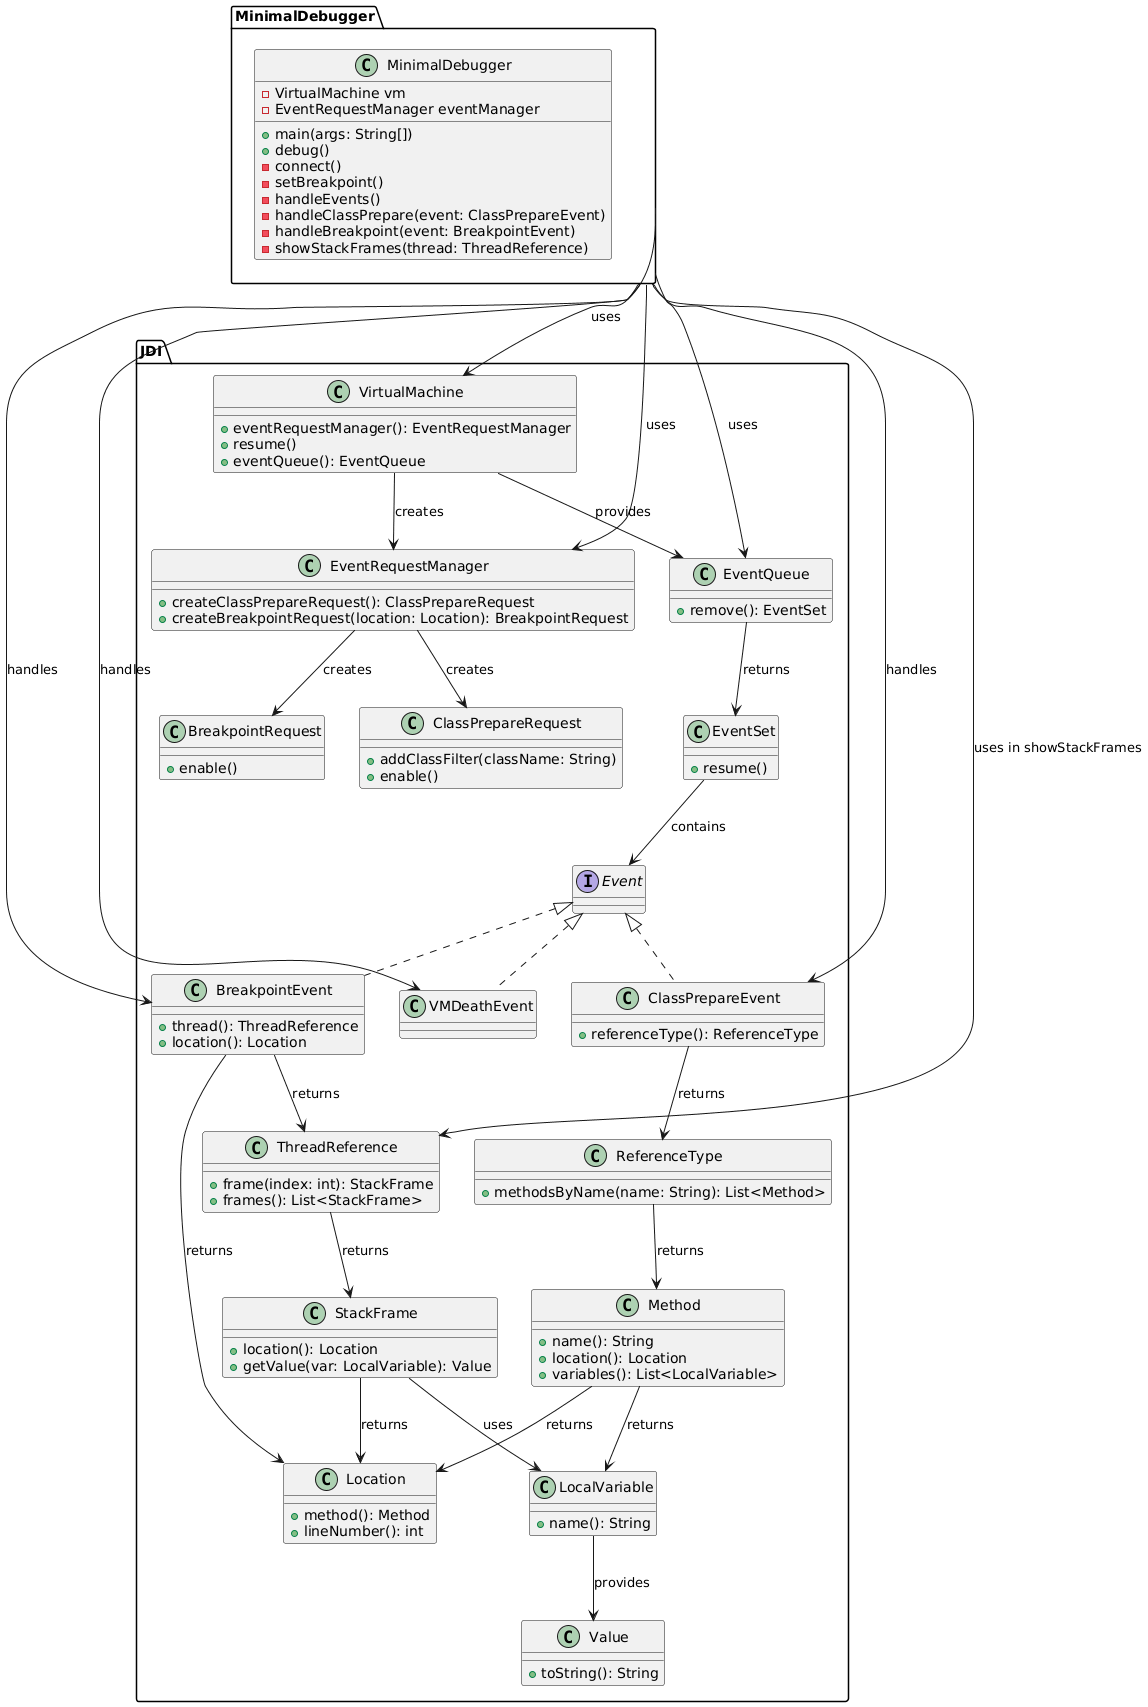 MinimalDebugger
C MinimalDebugger
VirtualMachine vm
EventRequestManager eventManager
main(args: String[])
debug()
connect()
setBreakpoint()
handleEvents()
handleClassPrepare(event: ClassPrepareEvent)
handleBreakpoint(event: BreakpointEvent)
showStackFrames(thread: ThreadReference)
uses
JDI
C VirtualMachine
eventRequestManager(): EventRequestManager
resume()
eventQueue(): EventQueue
uses
uses
creates
provides
C EventRequestManager
createClassPrepareRequest(): ClassPrepareRequest
createBreakpointRequest(location: Location): BreakpointRequest
C EventQueue
remove(): EventSet
handles
handles
creates
creates
returns
handles
uses in showStackFrames
C BreakpointRequest
enable()
C ClassPrepareRequest
addClassFilter(className: String)
enable()
C EventSet
resume()
contains
I Event
C BreakpointEvent
thread(): ThreadReference
location(): Location
C VMDeathEvent
C ClassPrepareEvent
referenceType(): ReferenceType
returns
returns
C ThreadReference
frame(index: int): StackFrame
frames(): List<StackFrame>
C ReferenceType
methodsByName(name: String): List<Method>
returns
returns
returns
C StackFrame
location(): Location
getValue(var: LocalVariable): Value
C Method
name(): String
location(): Location
variables(): List<LocalVariable>
returns
uses
returns
returns
C Location
method(): Method
lineNumber(): int
C LocalVariable
name(): String
provides
C Value
toString(): String